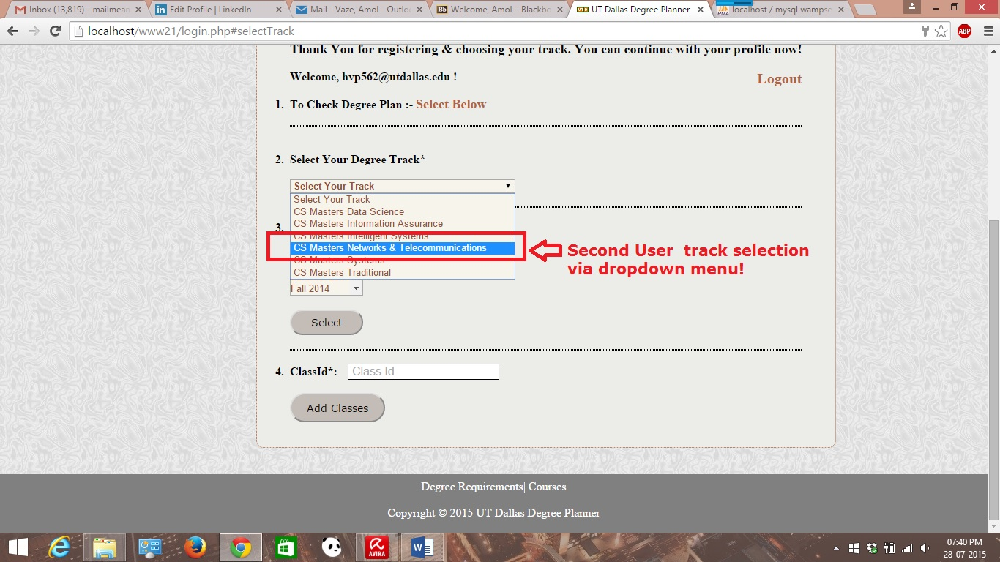 Inbox (13,819) - mailmean
Edit Profile | LinkedIn
Mail - Vaze, Amol - Outlo
Bb Welcome, Amol – Blackbo
UTD UT Dallas Degree Planner
PMA localhost / mysql wampse
localhost/www21/login.php#selectTrack
ABP
Thank You for registering & choosing your track. You can continue with your profile now!
Welcome, hvp562@utdallas.edu !
Logout
1. To Check Degree Plan :- Select Below
2. Select Your Degree Track*
Select Your Track
Select Your Track
CS Masters Data Science
CS Masters Information Assurance
3.
CS Masters Intelligent Systems
CS Masters Networks & Telecommunications
CS Masters Systems
CS Masters Traditional
Second User track selection
via dropdown menu!
Fall 2014
Select
4. ClassId*: Class Id
Add Classes
Degree Requirements| Courses
Copyright © 2015 UT Dallas Degree Planner
AVIRA
07:40 PM
28-07-2015